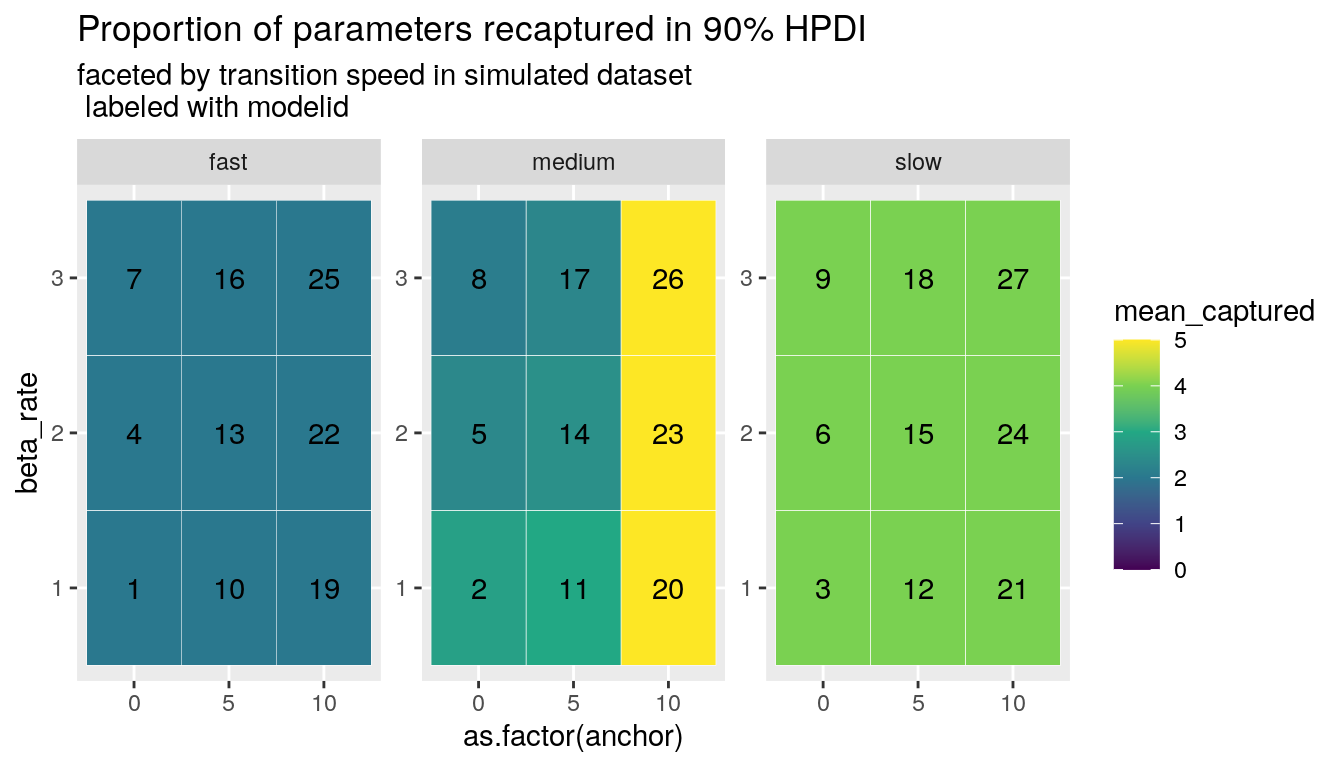 Proportion of parameters recaptured in 90% HPDI
faceted by transition speed in simulated dataset
labeled with modelid
fast
medium
slow
beta_rate
3
7 16 25
3
8 17 26
3
9 18 27
2
4 13 22
2
5 14 23
2
6 15 24
1
1 10 19
1
2 11 20
1
3 12 21
0 5 10
0 5 10
0 5 10
as.factor(anchor)
mean_captured
5
4
3
2
1
0